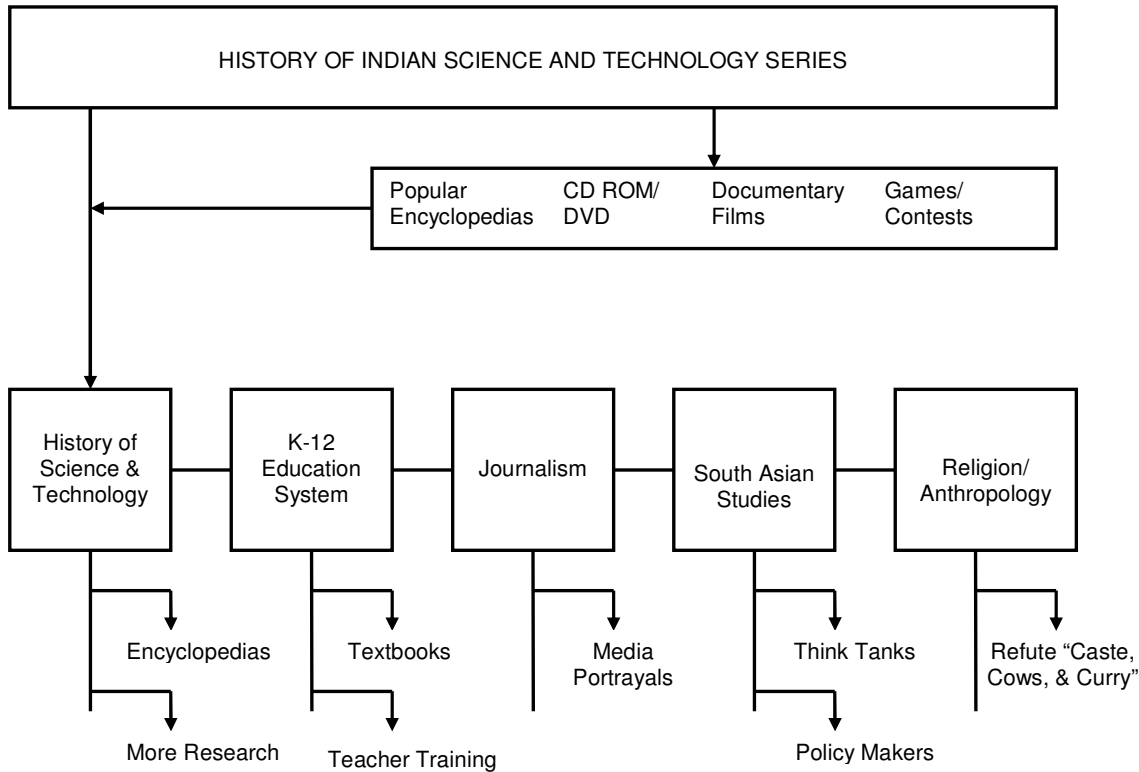 HISTORY OF INDIAN SCIENCE AND TECHNOLOGY SERIES
Popular
Encyclopedias
CD ROM/
DVD
Documentary
Films
Games/
Contests
History of
Science &
Technology
K-12
Education
System
Journalism
South Asian
Studies
Religion/
Anthropology
Encyclopedias
More Research
Textbooks
Teacher Training
Media
Portrayals
Think Tanks
Policy Makers
Refute “Caste,
Cows, & Curry”